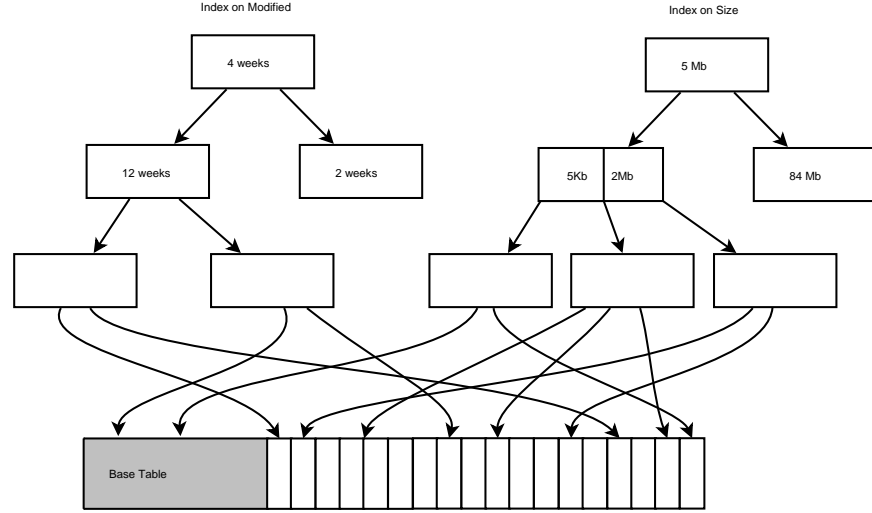 Index on Modified
Index on Size
4 weeks
5 Mb
12 weeks
2 weeks
5Kb
2Mb
84 Mb
Base Table